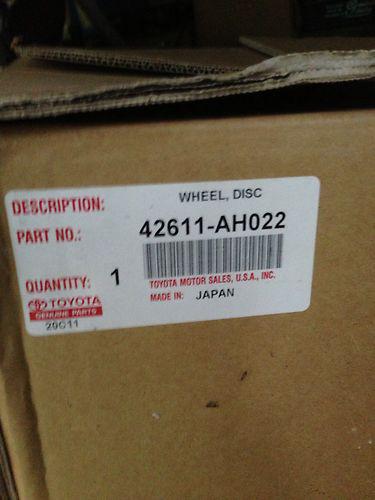 DESCRIPTION: WHEEL, DISC
PART NO.: 42611-AH022
QUANTITY: 1
TOYOTA MOTOR SALES, U.S.A., INC.
MADE IN: JAPAN
TOYOTA
GENUINE PARTS
29C11